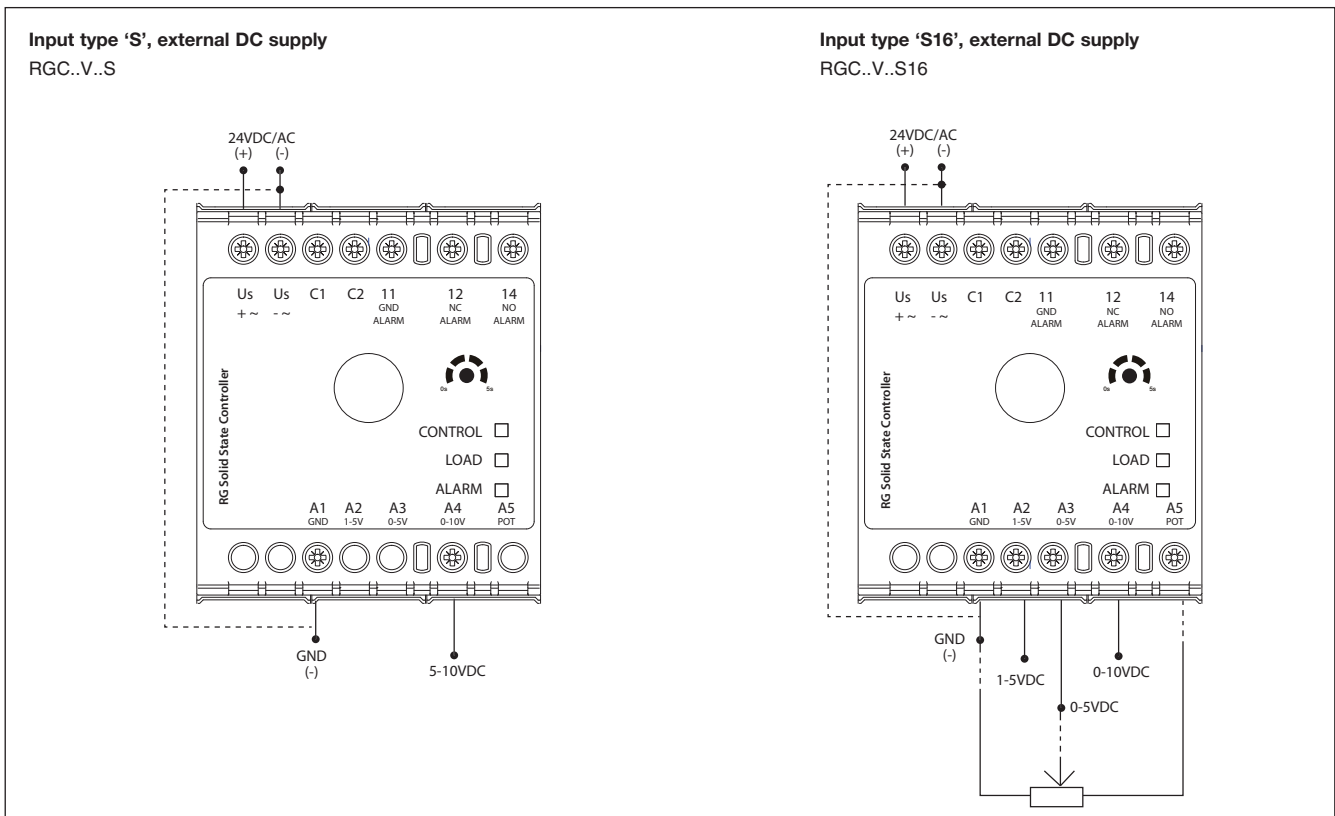 Input type ‘S’, external DC supply
RGC..V..S
24VDC/AC
(+) (-)
Us Us C1 C2 11 12 14
+ ~ - ~ GND NC NO
ALARM ALARM ALARM
0s 5s
RG Solid State Controller
CONTROL
LOAD
ALARM
A1 A2 A3 A4 A5
GND 1-5V 0-5V 0-10V POT
GND
(-)
5-10VDC
Input type ‘S16’, external DC supply
RGC..V..S16
24VDC/AC
(+) (-)
Us Us C1 C2 11 12 14
+ ~ - ~ GND NC NO
ALARM ALARM ALARM
0s 5s
RG Solid State Controller
CONTROL
LOAD
ALARM
A1 A2 A3 A4 A5
GND 1-5V 0-5V 0-10V POT
GND
(-)
1-5VDC
0-10VDC
0-5VDC